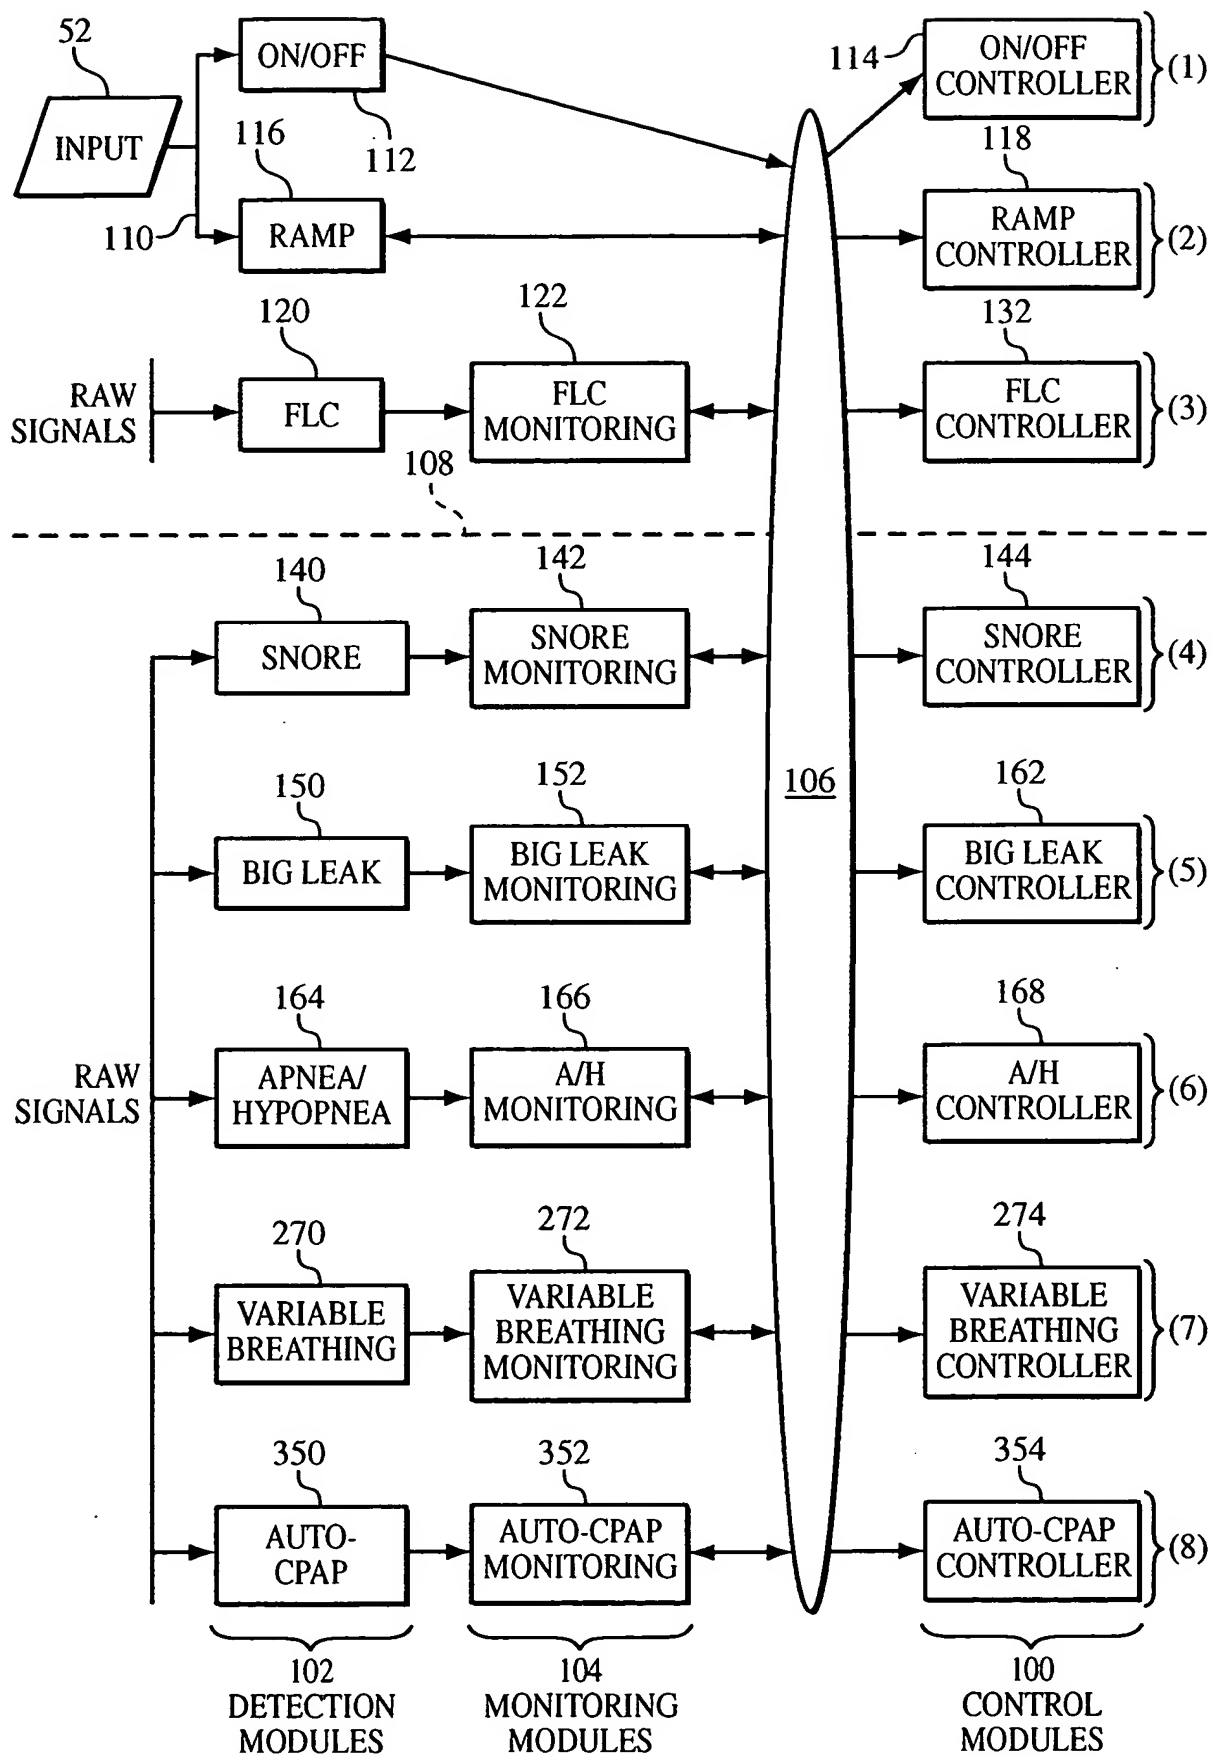 52
INPUT
110
ON/OFF
112
116
RAMP
114
ON/OFF
CONTROLLER
(1)
118
RAMP
CONTROLLER
(2)
RAW
SIGNALS
120
FLC
122
FLC
MONITORING
132
FLC
CONTROLLER
(3)
108
106
RAW
SIGNALS
140
SNORE
142
SNORE
MONITORING
144
SNORE
CONTROLLER
(4)
150
BIG LEAK
152
BIG LEAK
MONITORING
162
BIG LEAK
CONTROLLER
(5)
164
APNEA/
HYPOPNEA
166
A/H
MONITORING
168
A/H
CONTROLLER
(6)
270
VARIABLE
BREATHING
272
VARIABLE
BREATHING
MONITORING
274
VARIABLE
BREATHING
CONTROLLER
(7)
350
AUTO-
CPAP
352
AUTO-CPAP
MONITORING
354
AUTO-CPAP
CONTROLLER
(8)
102
DETECTION
MODULES
104
MONITORING
MODULES
100
CONTROL
MODULES